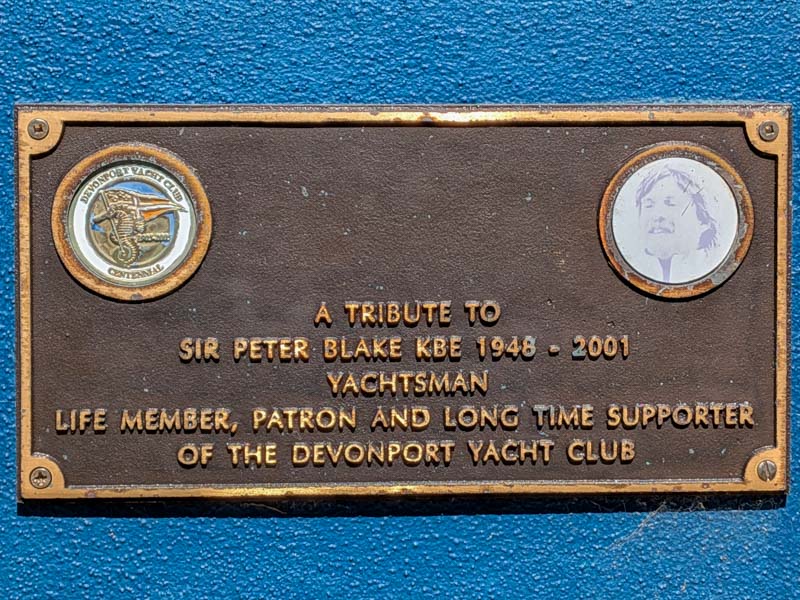 DEVONPORT YACHT CLUB
CENTENNIAL
A TRIBUTE TO
SIR PETER BLAKE KBE 1948 - 2001
YACHTSMAN
LIFE MEMBER, PATRON AND LONG TIME SUPPORTER
OF THE DEVONPORT YACHT CLUB